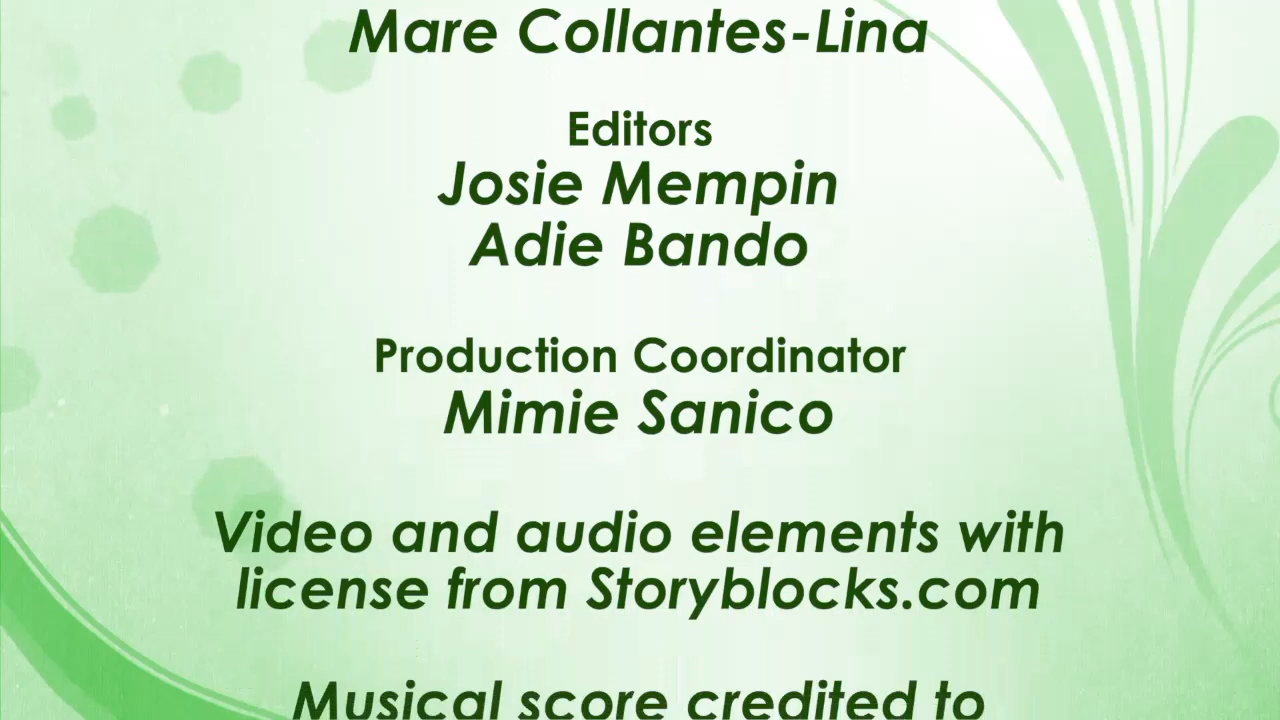 Mare Collantes-Lina
Editors
Josie Mempin
Adie Bando
Production Coordinator
Mimie Sanico
Video and audio elements with
license from Storyblocks.com
Musical score credited to